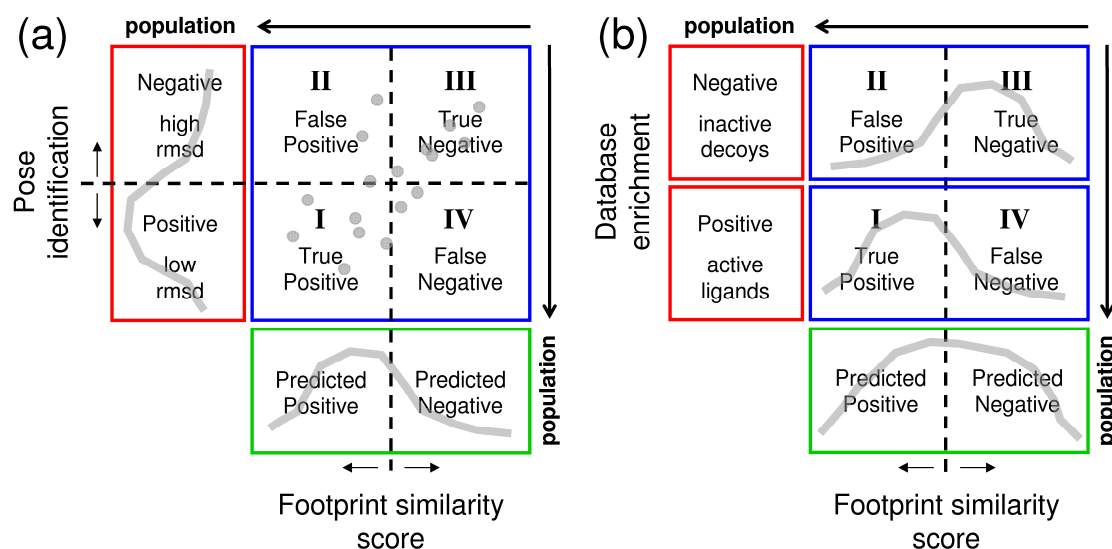 (a)
population
Pose
identification
Negative
high
rmsd
Positive
low
rmsd
II
False
Positive
III
True
Negative
I
True
Positive
IV
False
Negative
Predicted
Positive
Predicted
Negative
population
Footprint similarity
score
(b)
population
Database
enrichment
Negative
inactive
decoys
Positive
active
ligands
II
False
Positive
III
True
Negative
I
True
Positive
IV
False
Negative
Predicted
Positive
Predicted
Negative
population
Footprint similarity
score